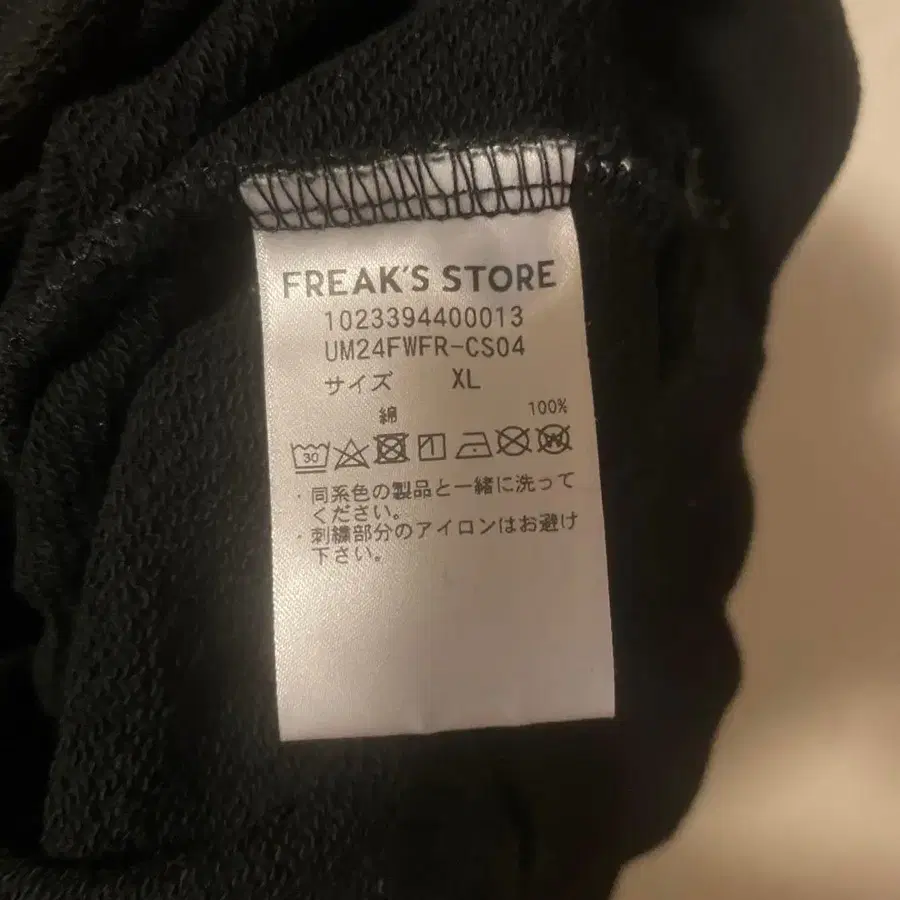 FREAK'S STORE
1023394400013
UM24FWFR-CS04
サイズ XL
綿 100%
30
・同系色の製品と一緒に洗って
ください。
・刺繍部分のアイロンはお避け
下さい。